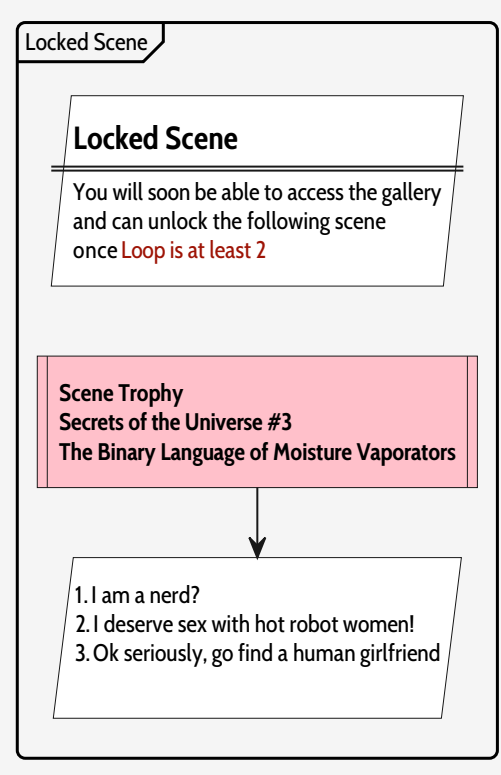 Locked Scene
Locked Scene
You will soon be able to access the gallery
and can unlock the following scene
once Loop is at least 2
Scene Trophy
Secrets of the Universe #3
The Binary Language of Moisture Vaporators
1. I am a nerd?
2. I deserve sex with hot robot women!
3. Ok seriously, go find a human girlfriend